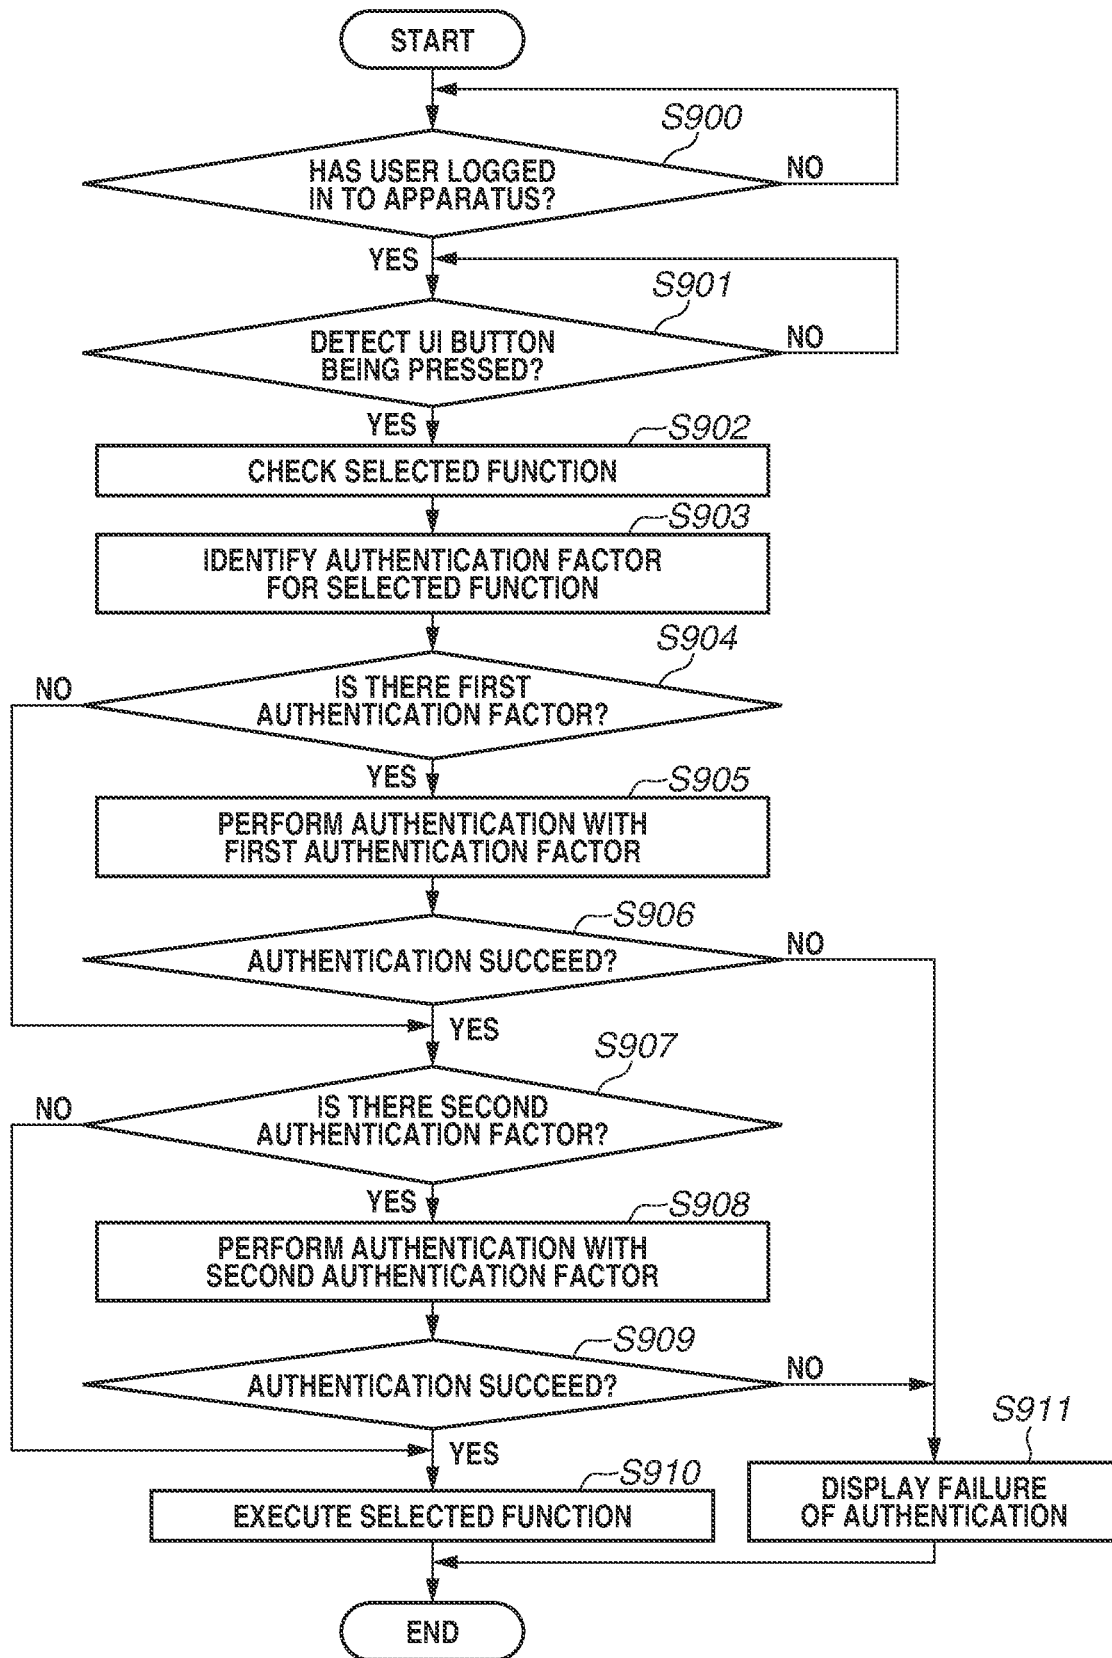 START
S900
HAS USER LOGGED
IN TO APPARATUS?
NO
YES
S901
DETECT UI BUTTON
BEING PRESSED?
NO
YES
S902
CHECK SELECTED FUNCTION
S903
IDENTIFY AUTHENTICATION FACTOR
FOR SELECTED FUNCTION
S904
NO
IS THERE FIRST
AUTHENTICATION FACTOR?
YES
S905
PERFORM AUTHENTICATION WITH
FIRST AUTHENTICATION FACTOR
S906
AUTHENTICATION SUCCEED?
NO
YES
S907
NO
IS THERE SECOND
AUTHENTICATION FACTOR?
YES
S908
PERFORM AUTHENTICATION WITH
SECOND AUTHENTICATION FACTOR
S909
AUTHENTICATION SUCCEED?
NO
YES
S910
EXECUTE SELECTED FUNCTION
S911
DISPLAY FAILURE
OF AUTHENTICATION
END